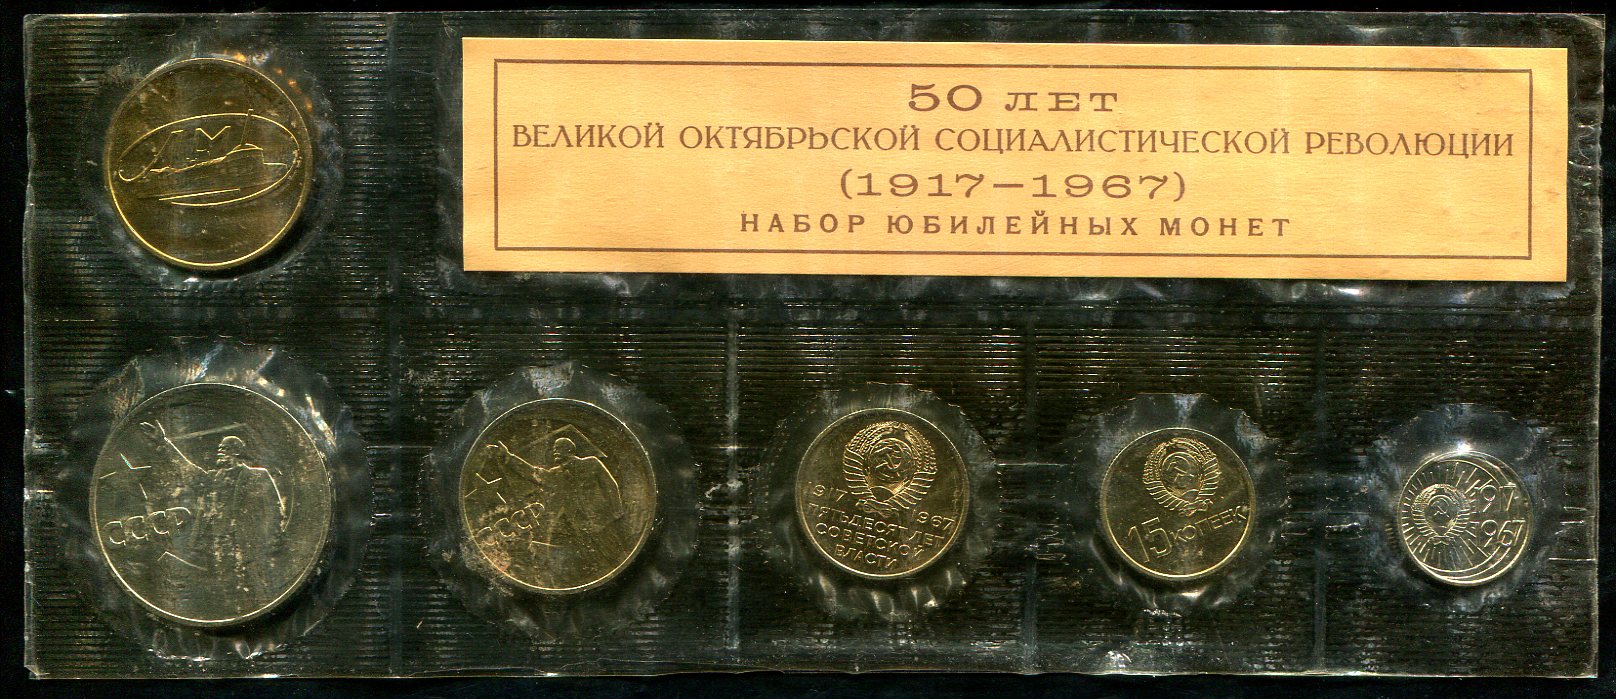 50 ЛЕТ
ВЕЛИКОЙ ОКТЯБРЬСКОЙ СОЦИАЛИСТИЧЕСКОЙ РЕВОЛЮЦИИ
(1917–1967)
НАБОР ЮБИЛЕЙНЫХ МОНЕТ
ЛМД
СССР
СССР
1917 1967
ПЯТЬДЕСЯТ ЛЕТ
СОВЕТСКОЙ
ВЛАСТИ
15 КОПЕЕК
1917
1967